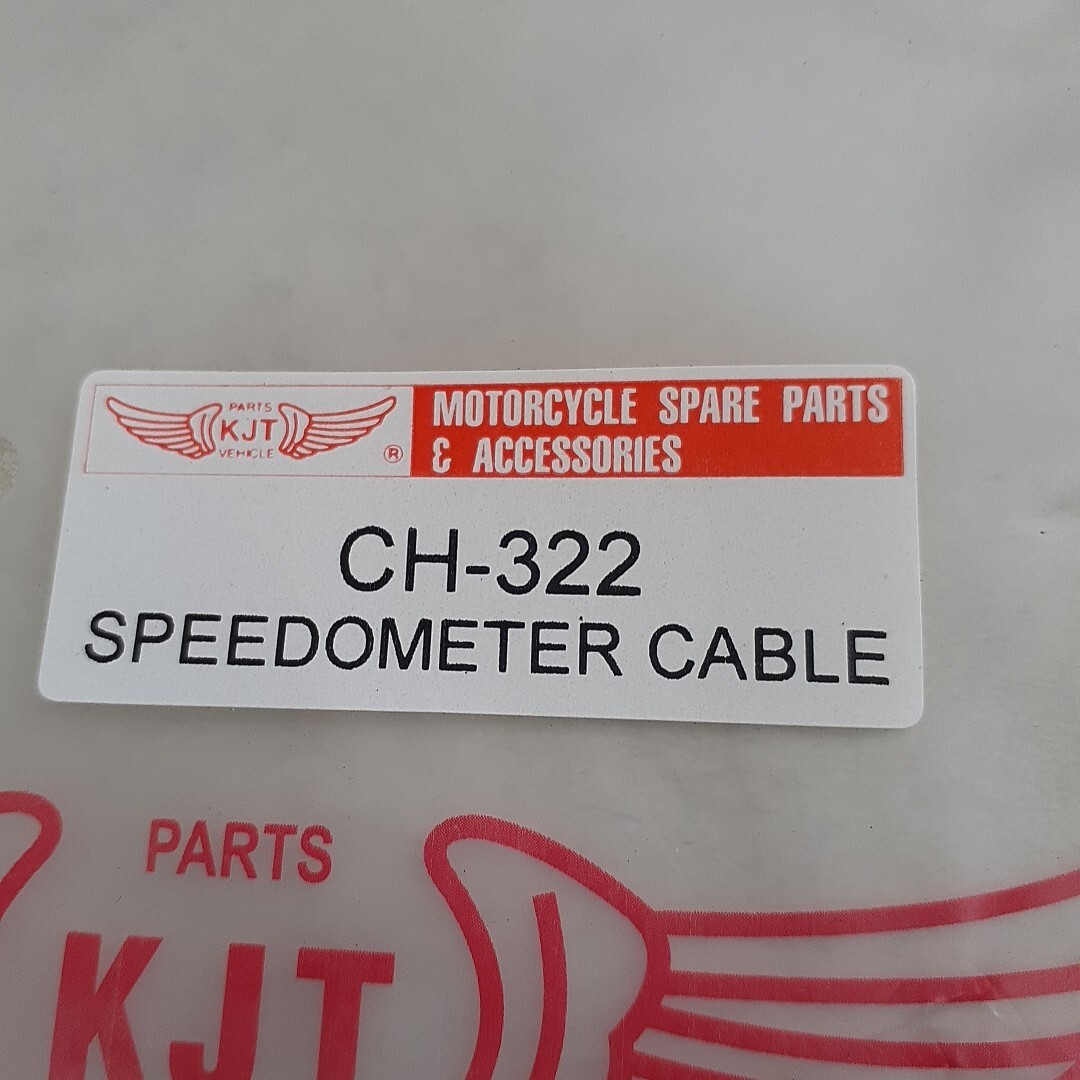 PARTS
KJT
VEHICLE
®
MOTORCYCLE SPARE PARTS
& ACCESSORIES
CH-322
SPEEDOMETER CABLE
PARTS
KJT